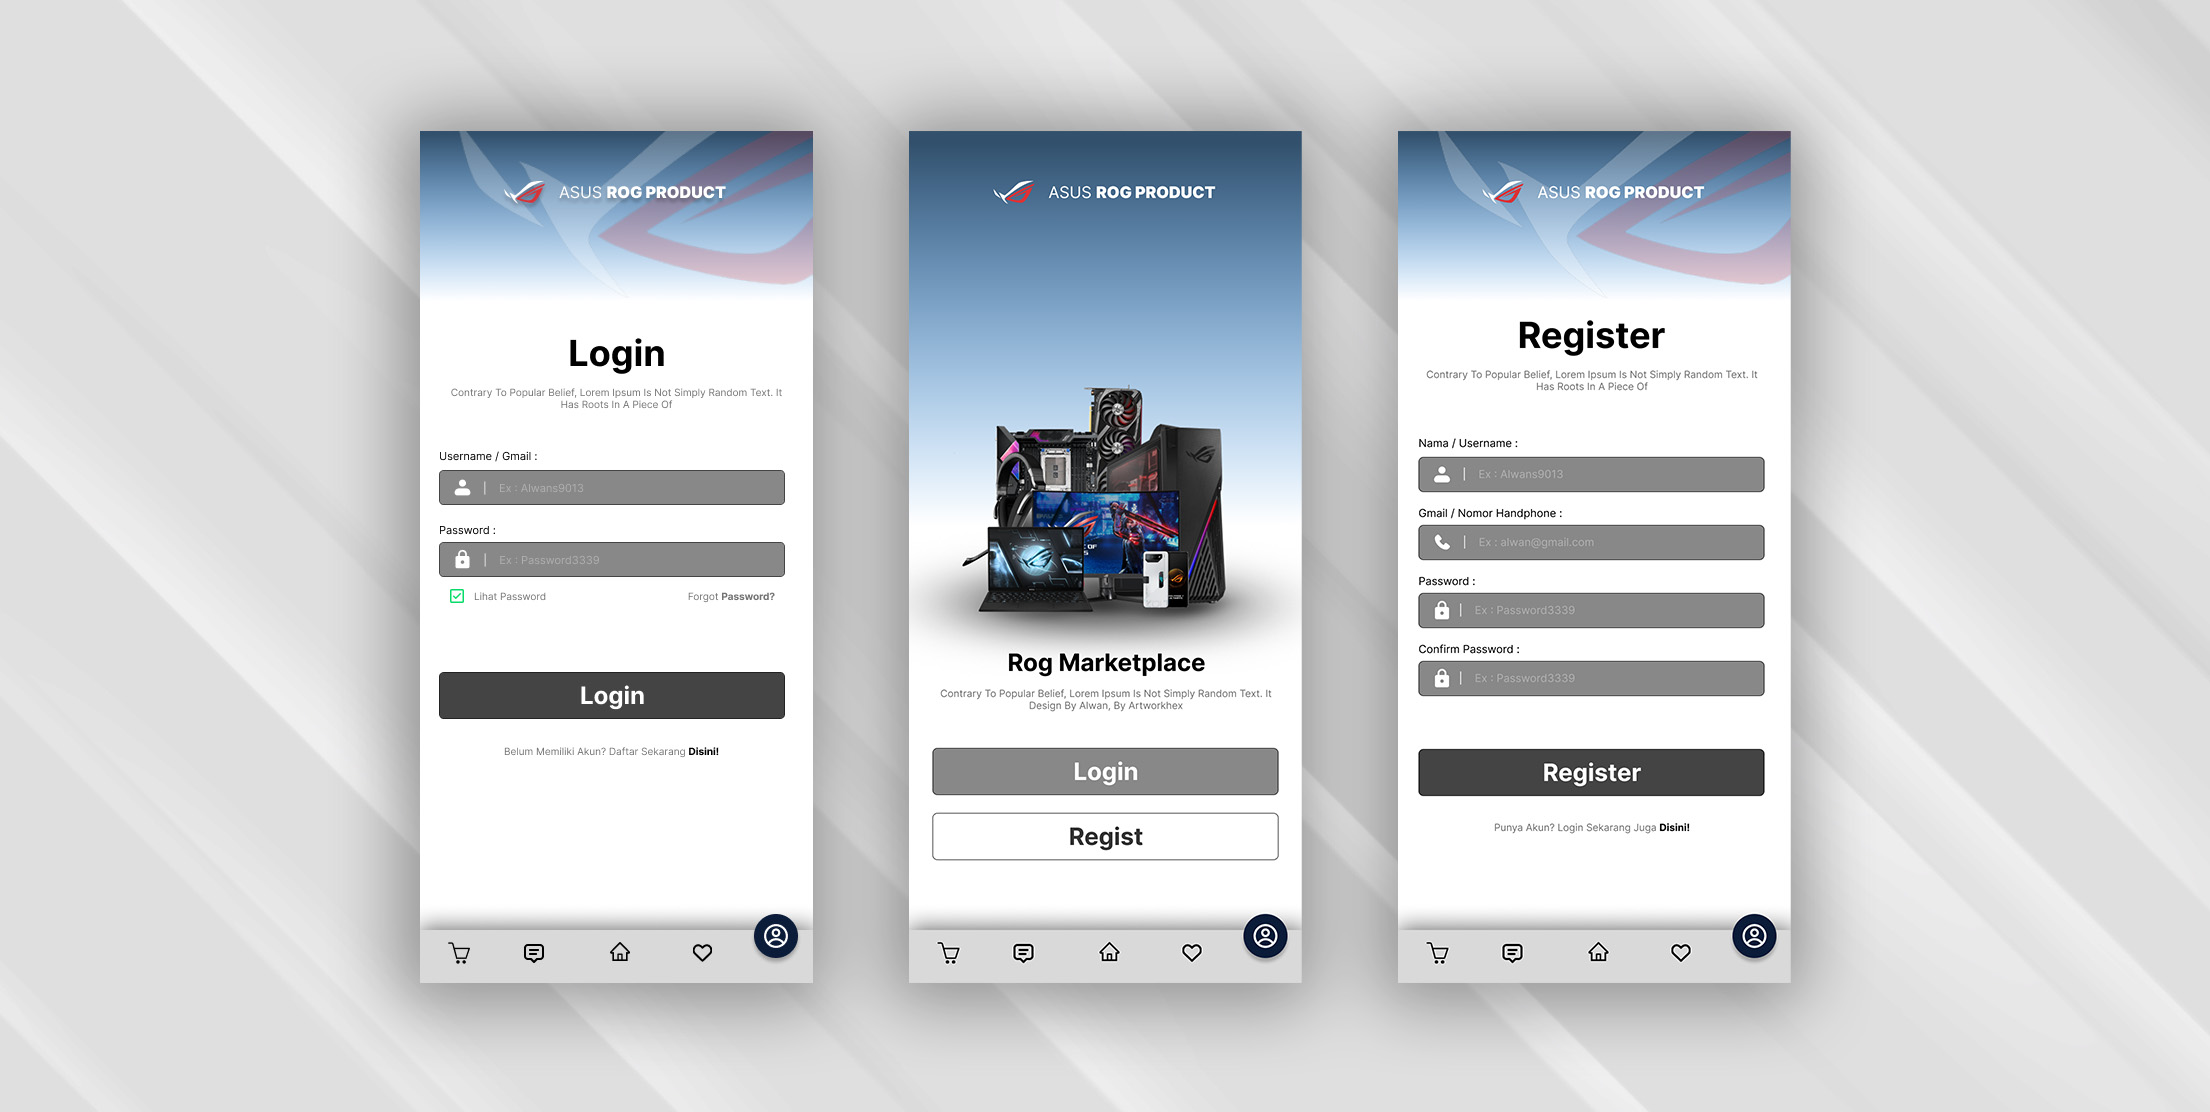 ASUS ROG PRODUCT
Login
Contrary To Popular Belief, Lorem Ipsum Is Not Simply Random Text. It
Has Roots In A Piece Of
Username / Gmail :
Ex : Alwans9013
Password :
Ex : Password3339
Lihat Password
Forgot Password?
Login
Belum Memiliki Akun? Daftar Sekarang Disini!
ASUS ROG PRODUCT
Rog Marketplace
Contrary To Popular Belief, Lorem Ipsum Is Not Simply Random Text. It
Design By Alwan, By Artworkhex
Login
Regist
ASUS ROG PRODUCT
Register
Contrary To Popular Belief, Lorem Ipsum Is Not Simply Random Text. It
Has Roots In A Piece Of
Nama / Username :
Ex : Alwans9013
Gmail / Nomor Handphone :
Ex : alwan@gmail.com
Password :
Ex : Password3339
Confirm Password :
Ex : Password3339
Register
Punya Akun? Login Sekarang Juga Disini!